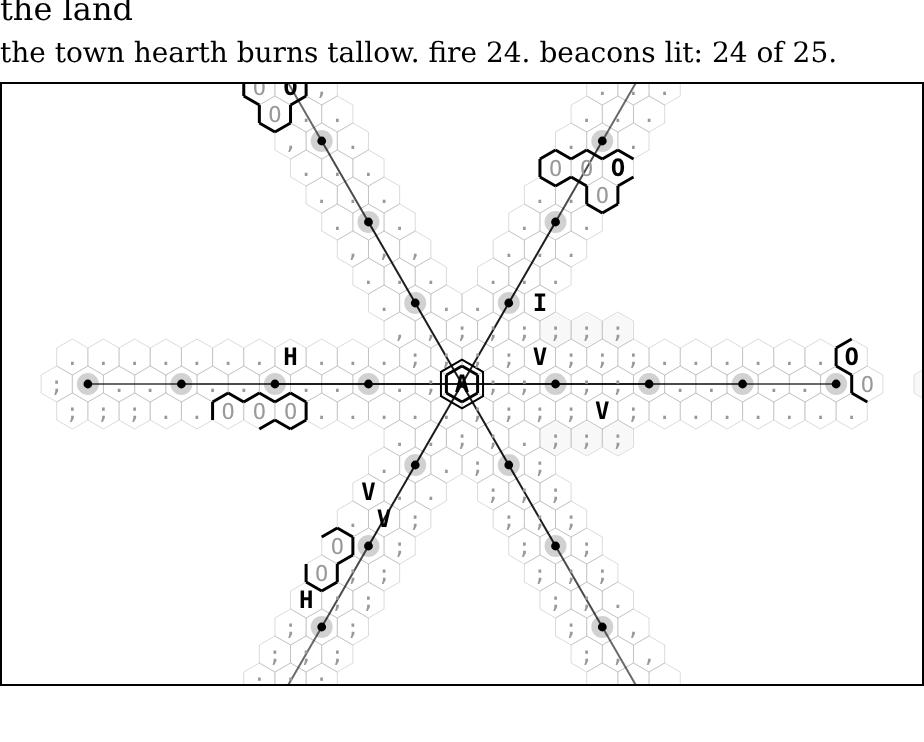 the land
the town hearth burns tallow. fire 24. beacons lit: 24 of 25.
O O
O
O O O
O
I
H V O
A O
O O O V
V
V
O
O
H